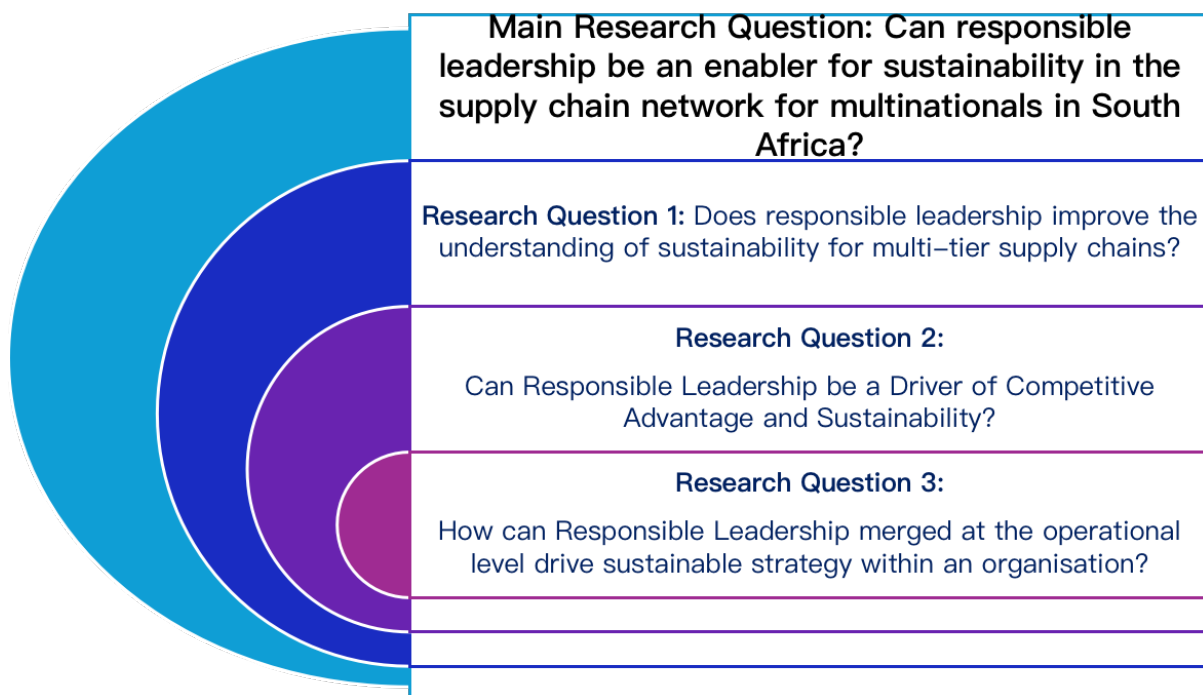 Main Research Question: Can responsible
leadership be an enabler for sustainability in the
supply chain network for multinationals in South
Africa?
Research Question 1: Does responsible leadership improve the
understanding of sustainability for multi-tier supply chains?
Research Question 2:
Can Responsible Leadership be a Driver of Competitive
Advantage and Sustainability?
Research Question 3:
How can Responsible Leadership merged at the operational
level drive sustainable strategy within an organisation?